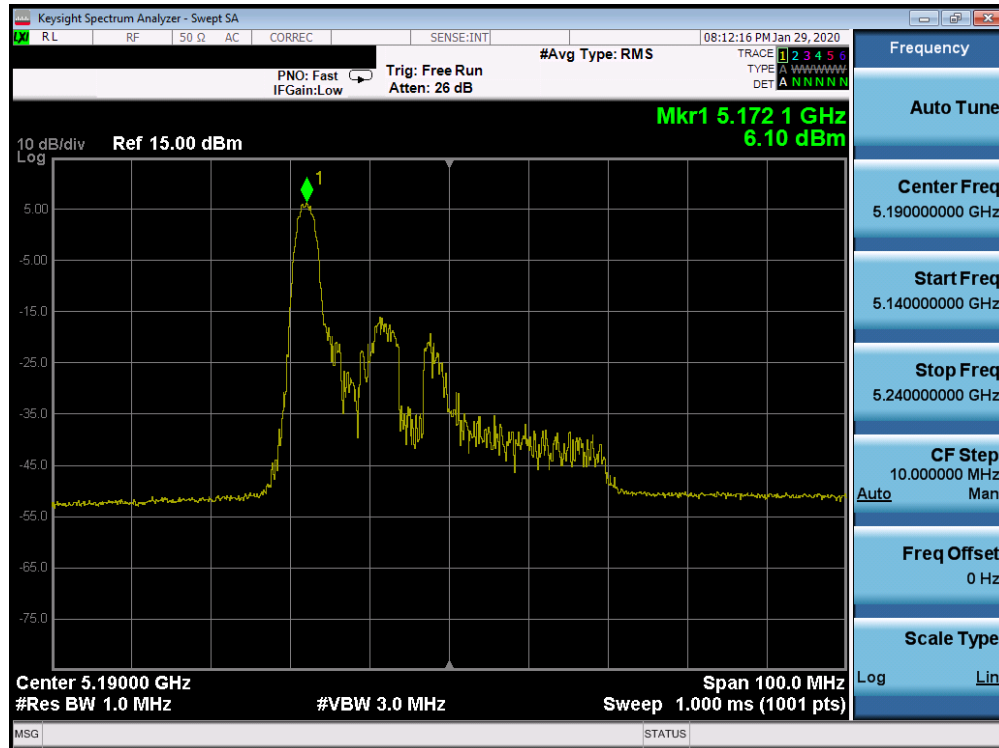 Keysight Spectrum Analyzer - Swept SA
LXI RL RF 50 Ω AC CORREC SENSE:INT 08:12:16 PM Jan 29, 2020
#Avg Type: RMS
TRACE 1 2 3 4 5 6
TYPE A WWWWW
DET A N N N N N
PNO: Fast
IFGain:Low
Trig: Free Run
Atten: 26 dB
Mkr1 5.172 1 GHz
6.10 dBm
10 dB/div Ref 15.00 dBm
Log
1
5.00
-5.00
-15.0
-25.0
-35.0
-45.0
-55.0
-65.0
-75.0
Center 5.19000 GHz
Span 100.0 MHz
#Res BW 1.0 MHz
#VBW 3.0 MHz
Sweep 1.000 ms (1001 pts)
MSG
STATUS
Frequency
Auto Tune
Center Freq
5.190000000 GHz
Start Freq
5.140000000 GHz
Stop Freq
5.240000000 GHz
CF Step
10.000000 MHz
Auto Man
Freq Offset
0 Hz
Scale Type
Log Lin